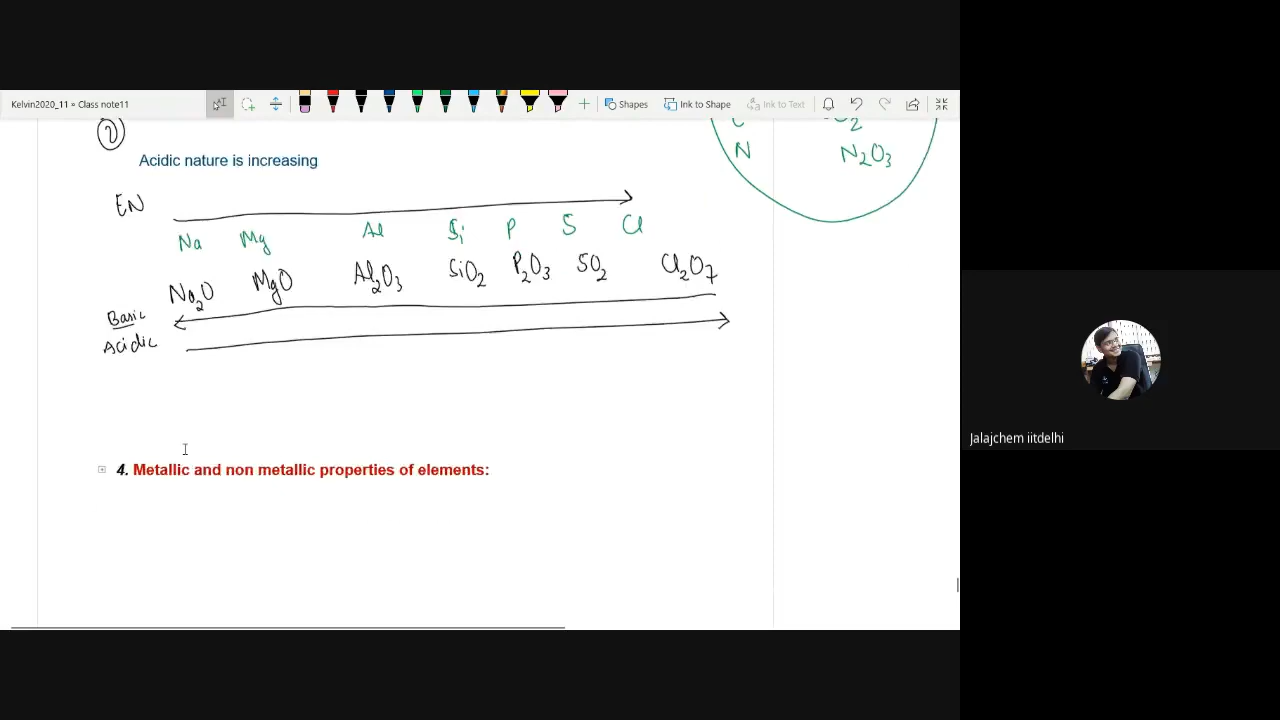 Kelvin2020_11 » Class note11
Shapes
Ink to Shape
Ink to Text
2
N
N₂O₃
Acidic nature is increasing
EN
Na Mg Al Si P S Cl
Na₂O MgO Al₂O₃ SiO₂ P₂O₃ SO₂ Cl₂O₇
Basic
Acidic
4. Metallic and non metallic properties of elements:
Jalajchem iitdelhi